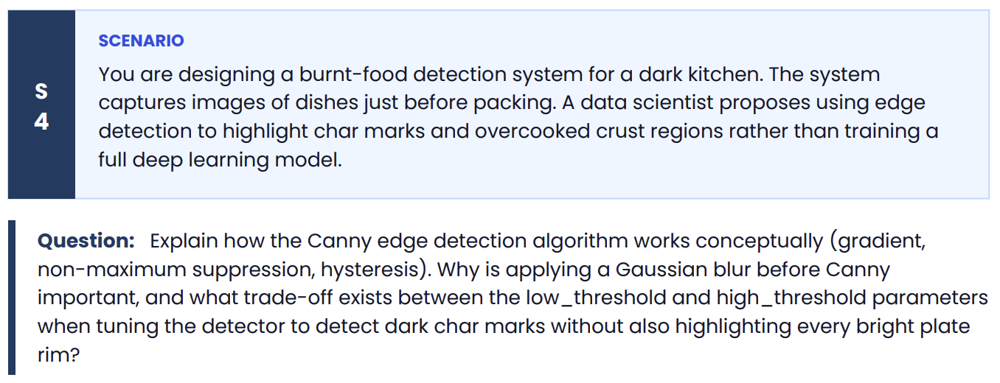 S
4
SCENARIO
You are designing a burnt-food detection system for a dark kitchen. The system
captures images of dishes just before packing. A data scientist proposes using edge
detection to highlight char marks and overcooked crust regions rather than training a
full deep learning model.
Question: Explain how the Canny edge detection algorithm works conceptually (gradient,
non-maximum suppression, hysteresis). Why is applying a Gaussian blur before Canny
important, and what trade-off exists between the low_threshold and high_threshold parameters
when tuning the detector to detect dark char marks without also highlighting every bright plate
rim?